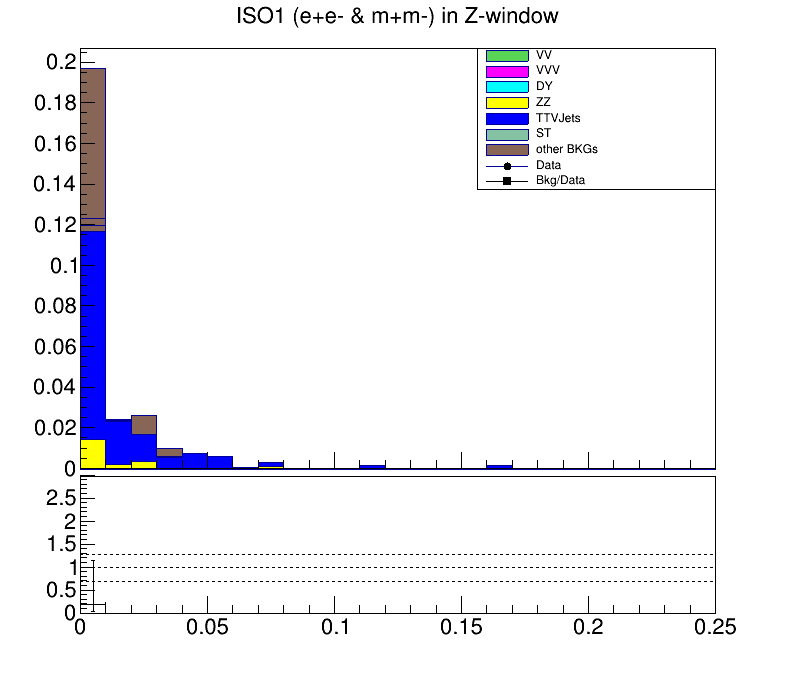 ISO1 (e+e- & m+m-) in Z-window
VV
VVV
DY
ZZ
TTVJets
ST
other BKGs
Data
Bkg/Data
0.2
0.18
0.16
0.14
0.12
0.1
0.08
0.06
0.04
0.02
0
2.5
2
1.5
1
0.5
0
0 0.05 0.1 0.15 0.2 0.25